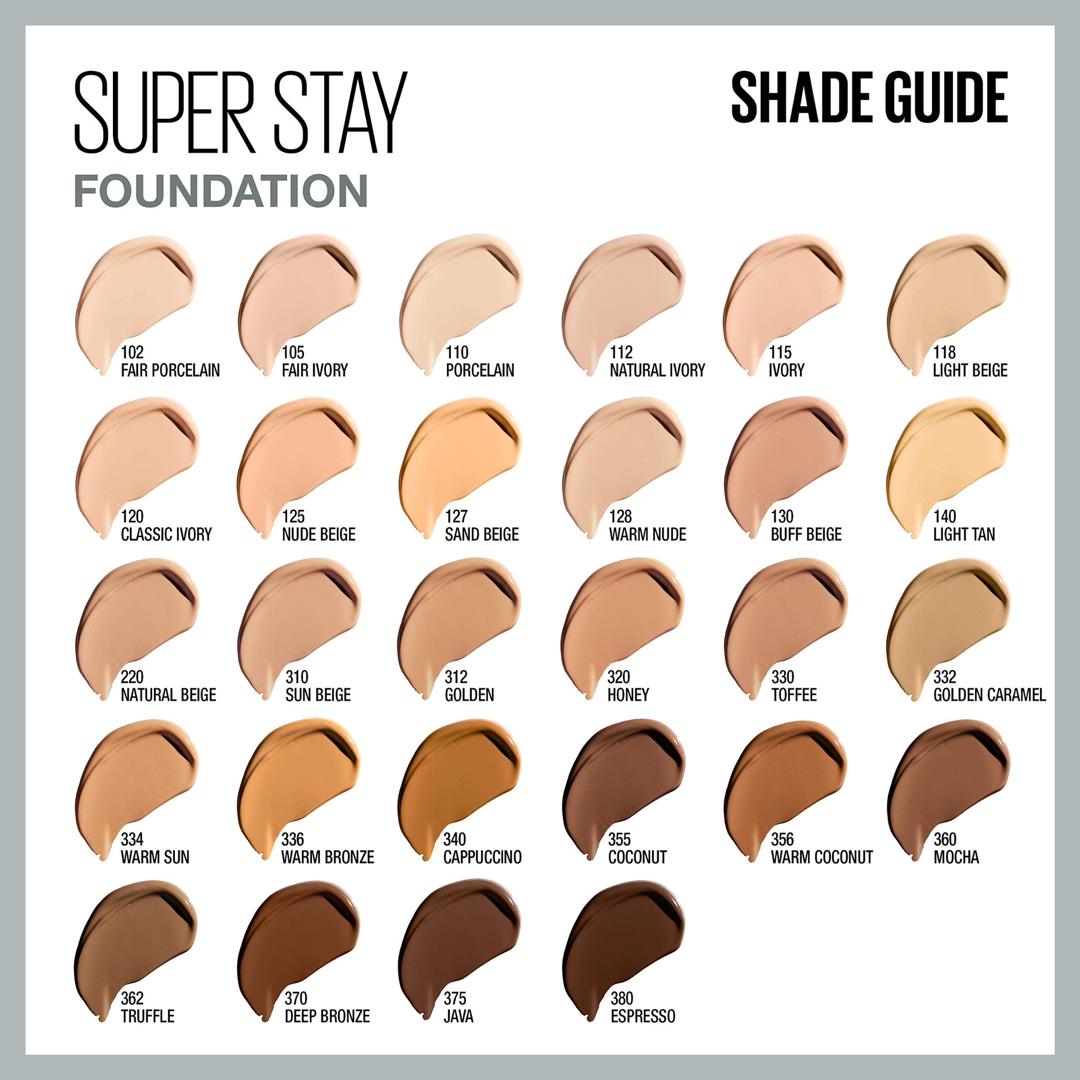 SUPER STAY
FOUNDATION
SHADE GUIDE
102
FAIR PORCELAIN
105
FAIR IVORY
110
PORCELAIN
112
NATURAL IVORY
115
IVORY
118
LIGHT BEIGE
120
CLASSIC IVORY
125
NUDE BEIGE
127
SAND BEIGE
128
WARM NUDE
130
BUFF BEIGE
140
LIGHT TAN
220
NATURAL BEIGE
310
SUN BEIGE
312
GOLDEN
320
HONEY
330
TOFFEE
332
GOLDEN CARAMEL
334
WARM SUN
336
WARM BRONZE
340
CAPPUCCINO
355
COCONUT
356
WARM COCONUT
360
MOCHA
362
TRUFFLE
370
DEEP BRONZE
375
JAVA
380
ESPRESSO